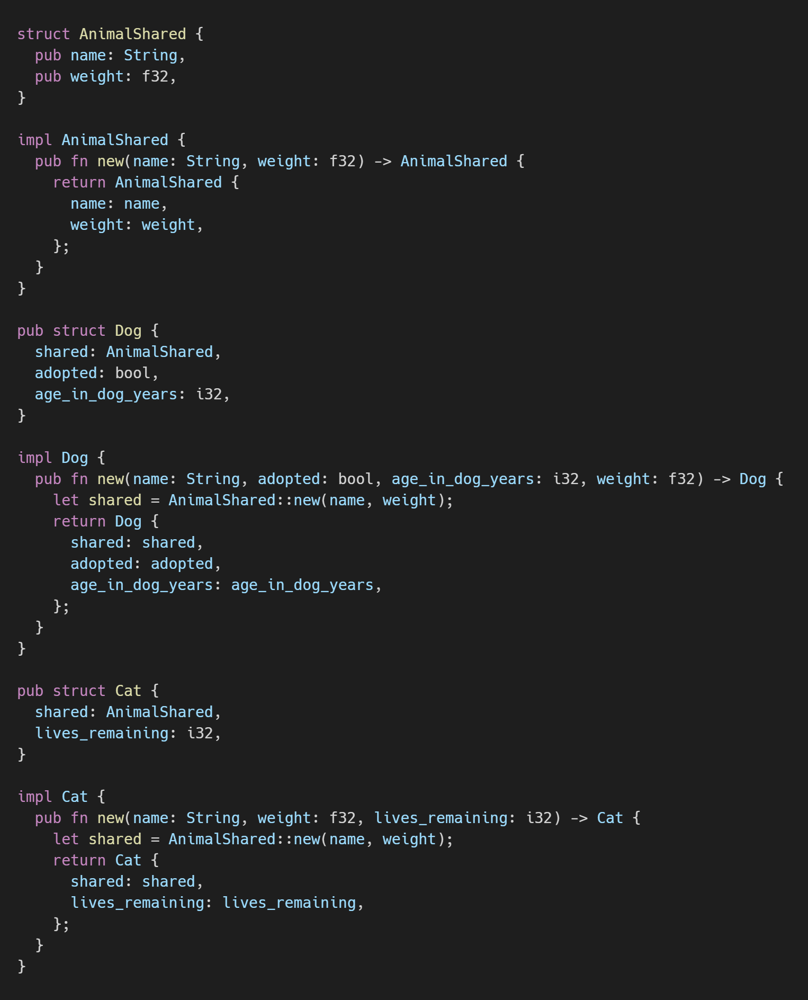 struct AnimalShared {
  pub name: String,
  pub weight: f32,
}

impl AnimalShared {
  pub fn new(name: String, weight: f32) -> AnimalShared {
    return AnimalShared {
      name: name,
      weight: weight,
    };
  }
}

pub struct Dog {
  shared: AnimalShared,
  adopted: bool,
  age_in_dog_years: i32,
}

impl Dog {
  pub fn new(name: String, adopted: bool, age_in_dog_years: i32, weight: f32) -> Dog {
    let shared = AnimalShared::new(name, weight);
    return Dog {
      shared: shared,
      adopted: adopted,
      age_in_dog_years: age_in_dog_years,
    };
  }
}

pub struct Cat {
  shared: AnimalShared,
  lives_remaining: i32,
}

impl Cat {
  pub fn new(name: String, weight: f32, lives_remaining: i32) -> Cat {
    let shared = AnimalShared::new(name, weight);
    return Cat {
      shared: shared,
      lives_remaining: lives_remaining,
    };
  }
}